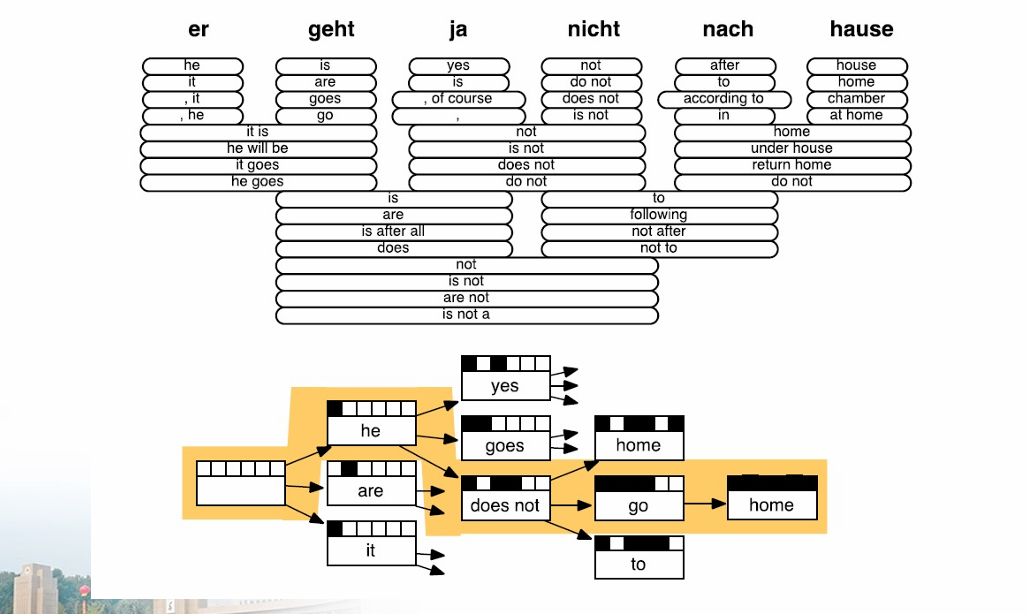 er geht ja nicht nach hause
he is yes not after house
it are is do not to home
, it goes , of course does not according to chamber
, he go , is not in at home
it is not home
he will be is not under house
it goes does not return home
he goes do not do not
is to
are following
is after all not after
does not to
not
is not
are not
is not a
yes
he goes home
are does not go home
it to